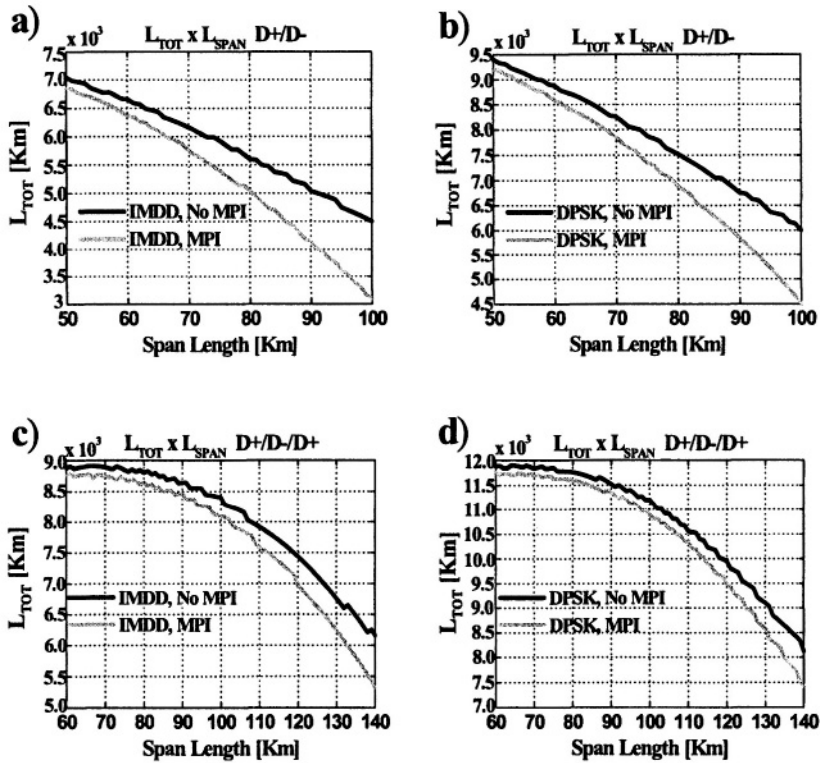 a)
x 10³
L_TOT x L_SPAN D+/D-
7.5
7.0
6.5
6.0
5.5
5.0
4.5
4.0
3.5
3
L_TOT [Km]
IMDD, No MPI
IMDD, MPI
50 60 70 80 90 100
Span Length [Km]
b)
x 10³
L_TOT x L_SPAN D+/D-
9.5
9.0
8.5
8.0
7.5
7.0
6.5
6.0
5.5
5.0
4.5
L_TOT [Km]
DPSK, No MPI
DPSK, MPI
50 60 70 80 90 100
Span Length [Km]
c)
x 10³
L_TOT x L_SPAN D+/D-/D+
9.0
8.5
8.0
7.5
7.0
6.5
6.0
5.5
5.0
L_TOT [Km]
IMDD, No MPI
IMDD, MPI
60 70 80 90 100 110 120 130 140
Span Length [Km]
d)
x 10³
L_TOT x L_SPAN D+/D-/D+
12.0
11.5
11.0
10.5
10.0
9.5
9.0
8.5
8.0
7.5
7.0
L_TOT [Km]
DPSK, No MPI
DPSK, MPI
60 70 80 90 100 110 120 130 140
Span Length [Km]